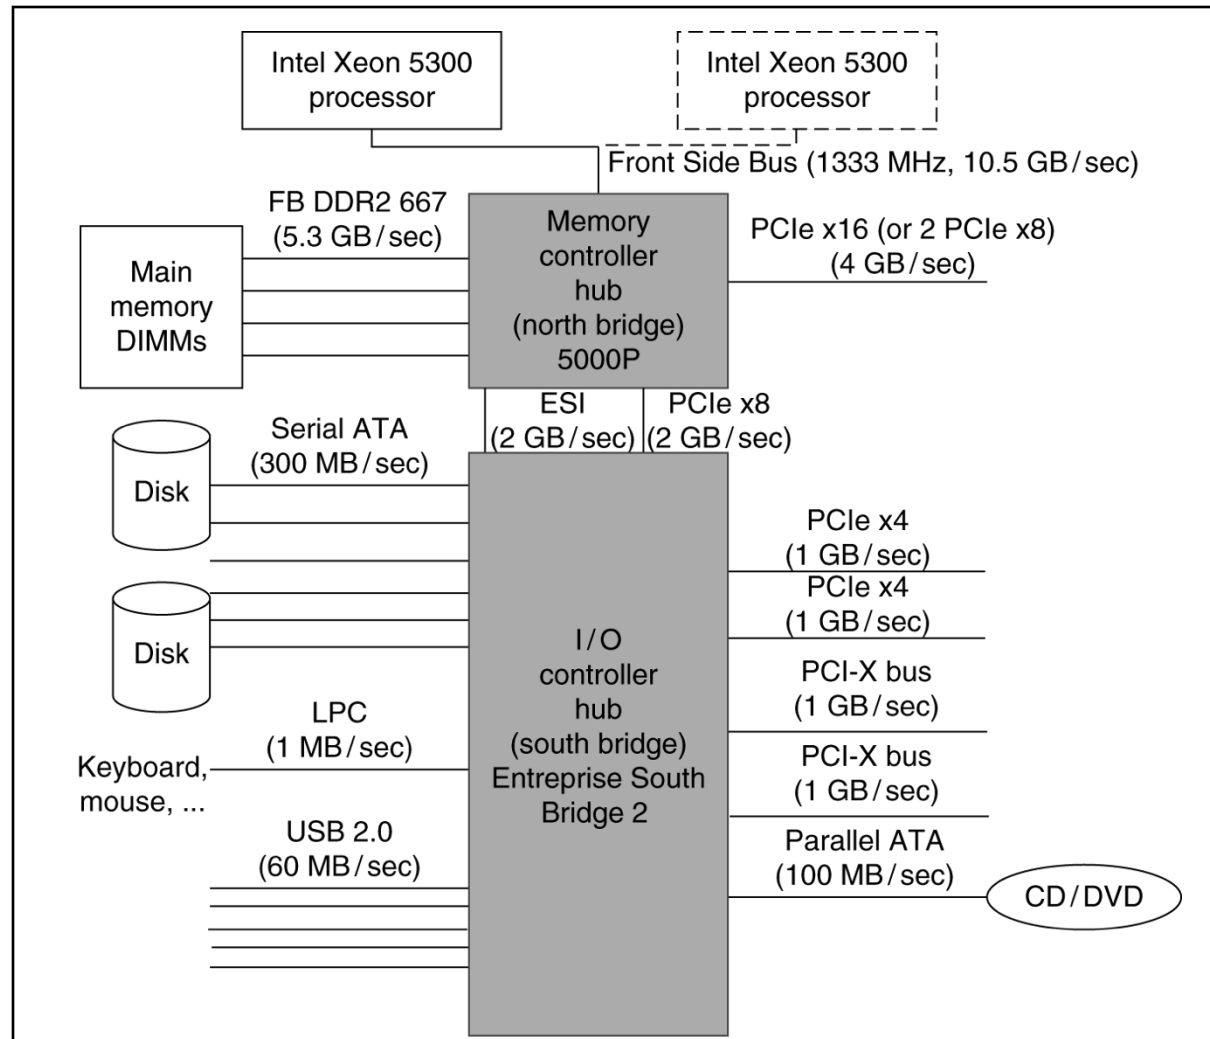 Intel Xeon 5300
processor
Intel Xeon 5300
processor
Front Side Bus (1333 MHz, 10.5 GB/sec)
FB DDR2 667
(5.3 GB/sec)
Main
memory
DIMMs
Memory
controller
hub
(north bridge)
5000P
PCIe x16 (or 2 PCIe x8)
(4 GB/sec)
ESI
(2 GB/sec)
PCIe x8
(2 GB/sec)
Serial ATA
(300 MB/sec)
Disk
Disk
LPC
(1 MB/sec)
Keyboard,
mouse, ...
USB 2.0
(60 MB/sec)
I/O
controller
hub
(south bridge)
Entreprise South
Bridge 2
PCIe x4
(1 GB/sec)
PCIe x4
(1 GB/sec)
PCI-X bus
(1 GB/sec)
PCI-X bus
(1 GB/sec)
Parallel ATA
(100 MB/sec)
CD/DVD